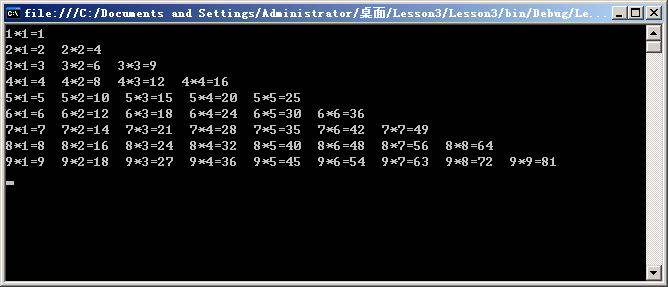 file:///C:/Documents and Settings/Administrator/桌面/Lesson3/Lesson3/bin/Debug/Le...
1*1=1
2*1=2  2*2=4
3*1=3  3*2=6  3*3=9
4*1=4  4*2=8  4*3=12  4*4=16
5*1=5  5*2=10  5*3=15  5*4=20  5*5=25
6*1=6  6*2=12  6*3=18  6*4=24  6*5=30  6*6=36
7*1=7  7*2=14  7*3=21  7*4=28  7*5=35  7*6=42  7*7=49
8*1=8  8*2=16  8*3=24  8*4=32  8*5=40  8*6=48  8*7=56  8*8=64
9*1=9  9*2=18  9*3=27  9*4=36  9*5=45  9*6=54  9*7=63  9*8=72  9*9=81